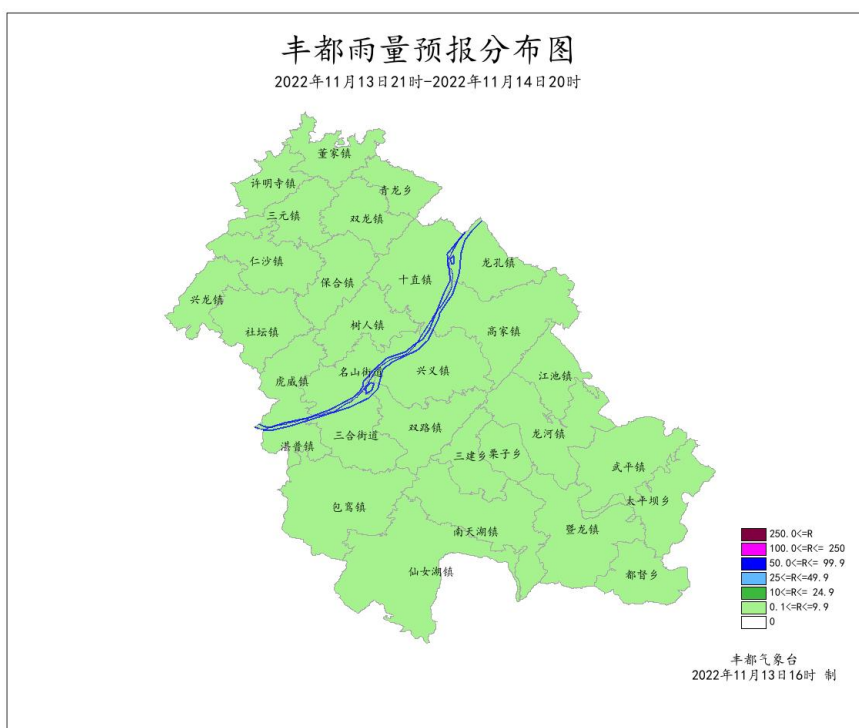 丰都雨量预报分布图
2022年11月13日21时-2022年11月14日20时
董家镇
许明寺镇
青龙乡
三元镇
双龙镇
仁沙镇
龙孔镇
十直镇
保合镇
兴龙镇
社坛镇
树人镇
高家镇
名山街道
兴义镇
虎威镇
江池镇
双路镇
三合街道
龙河镇
湛普镇
三建乡
栗子乡
武平镇
太平坝乡
包鸾镇
南天湖镇
暨龙镇
仙女湖镇
都督乡
250.0<=R
100.0<=R<= 250
50.0<=R<= 99.9
25<=R<=49.9
10<=R<= 24.9
0.1<=R<=9.9
0
丰都气象台
2022年11月13日16时 制